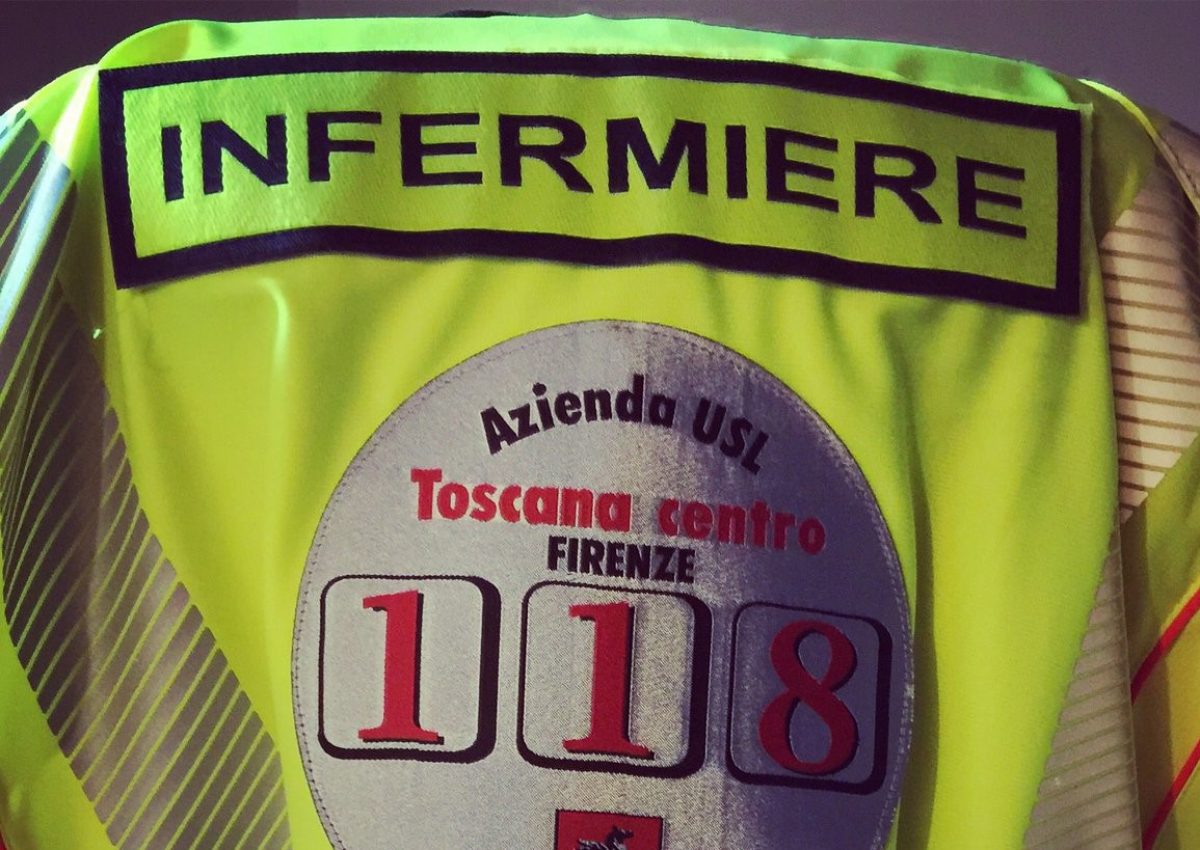 INFERMIERE
Azienda USL
Toscana centro
FIRENZE
118